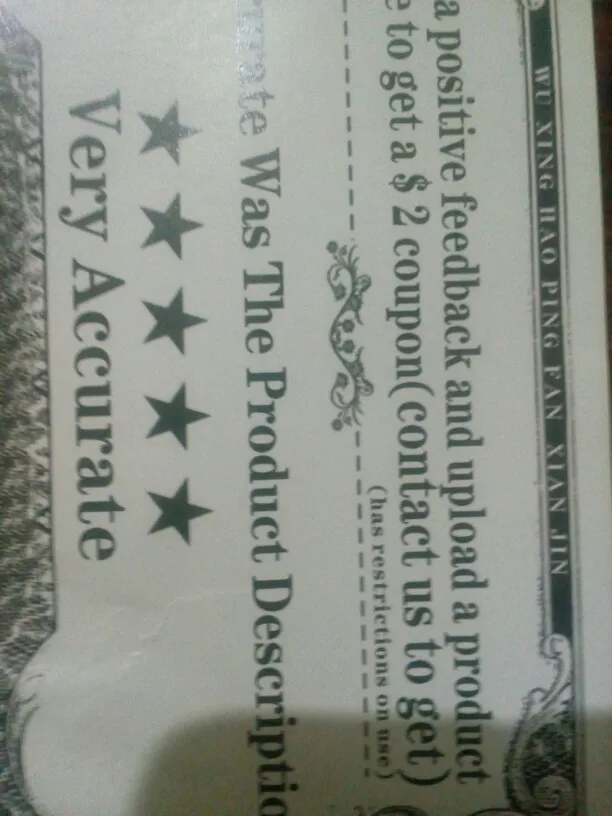 WU XING HAO PING FAN XIAN JIN
a positive feedback and upload a product
e to get a $ 2 coupon(contact us to get)
(has restrictions on use)
urate Was The Product Descriptio
★ ★ ★ ★ ★
Very Accurate